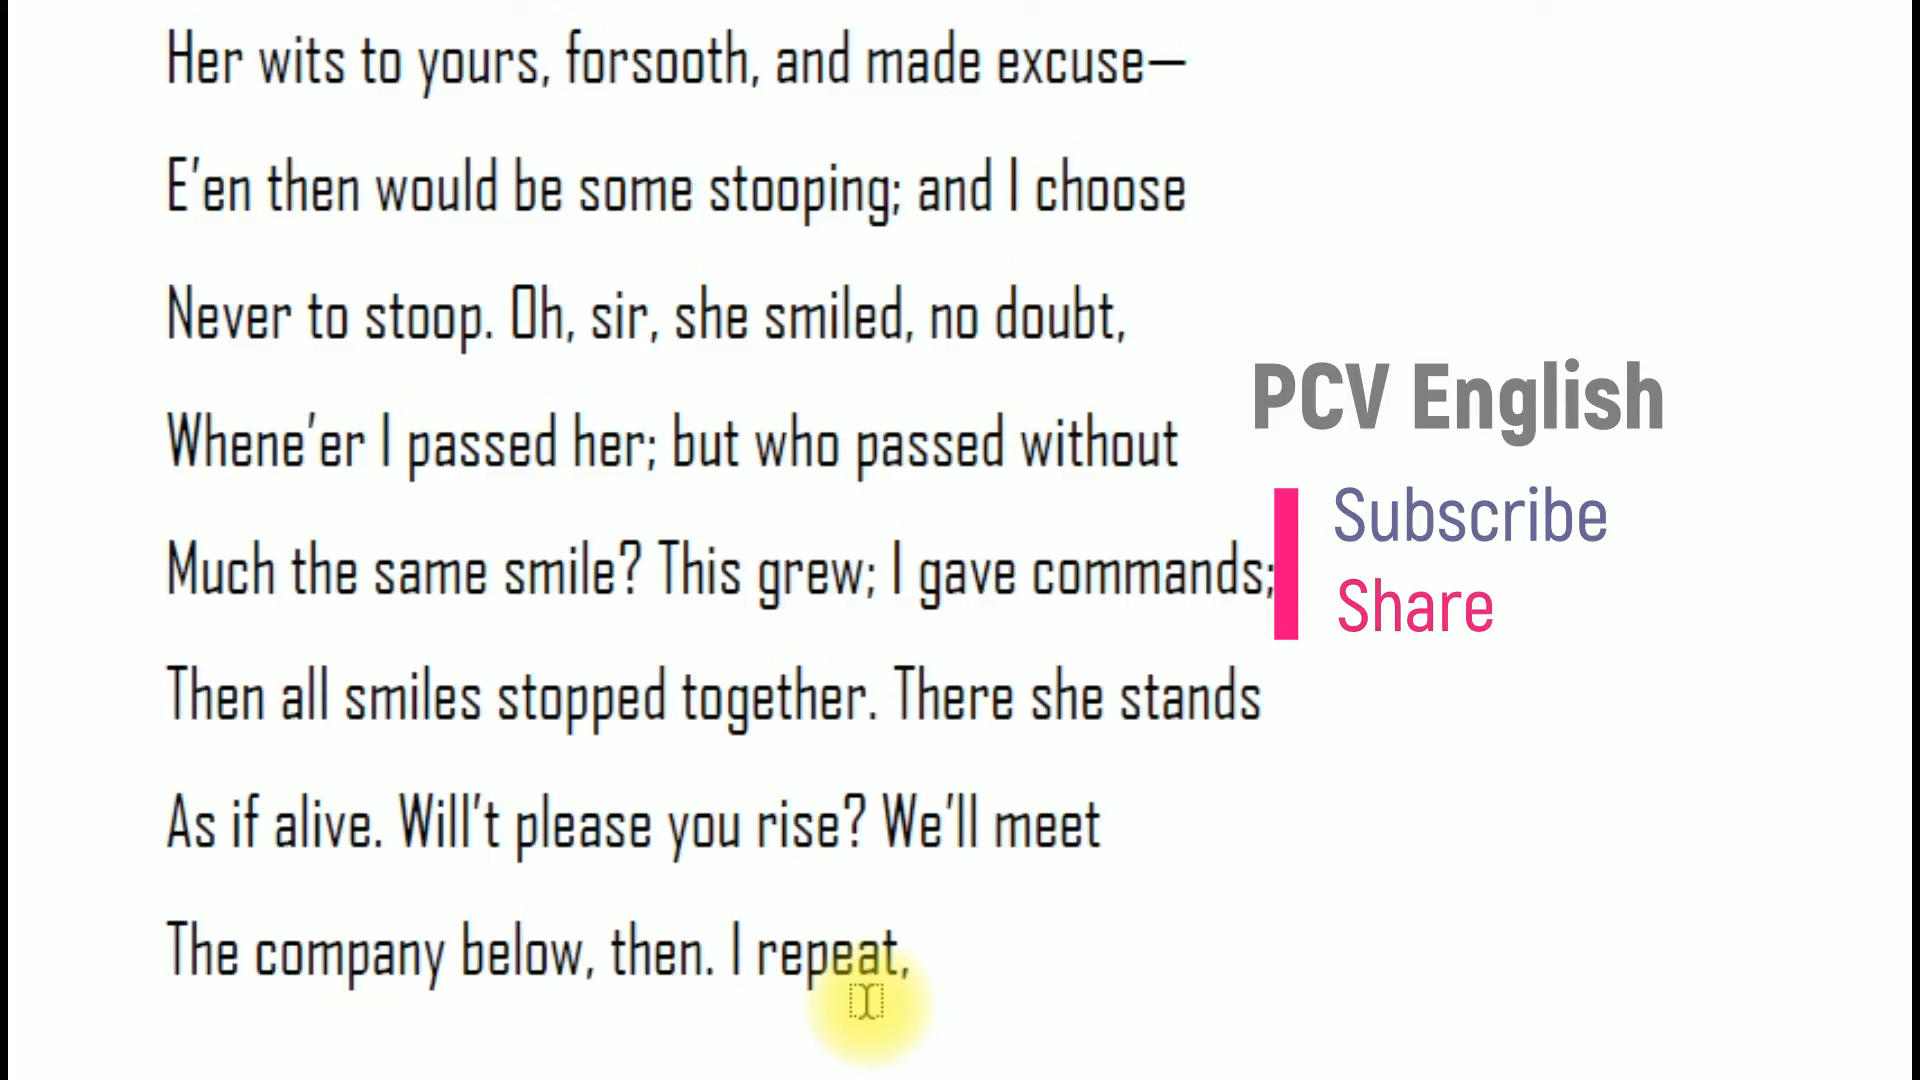 Her wits to yours, forsooth, and made excuse—
E'en then would be some stooping; and I choose
Never to stoop. Oh, sir, she smiled, no doubt,
Whene'er I passed her; but who passed without
Much the same smile? This grew; I gave commands;
Then all smiles stopped together. There she stands
As if alive. Will't please you rise? We'll meet
The company below, then. I repeat,
PCV English
Subscribe
Share